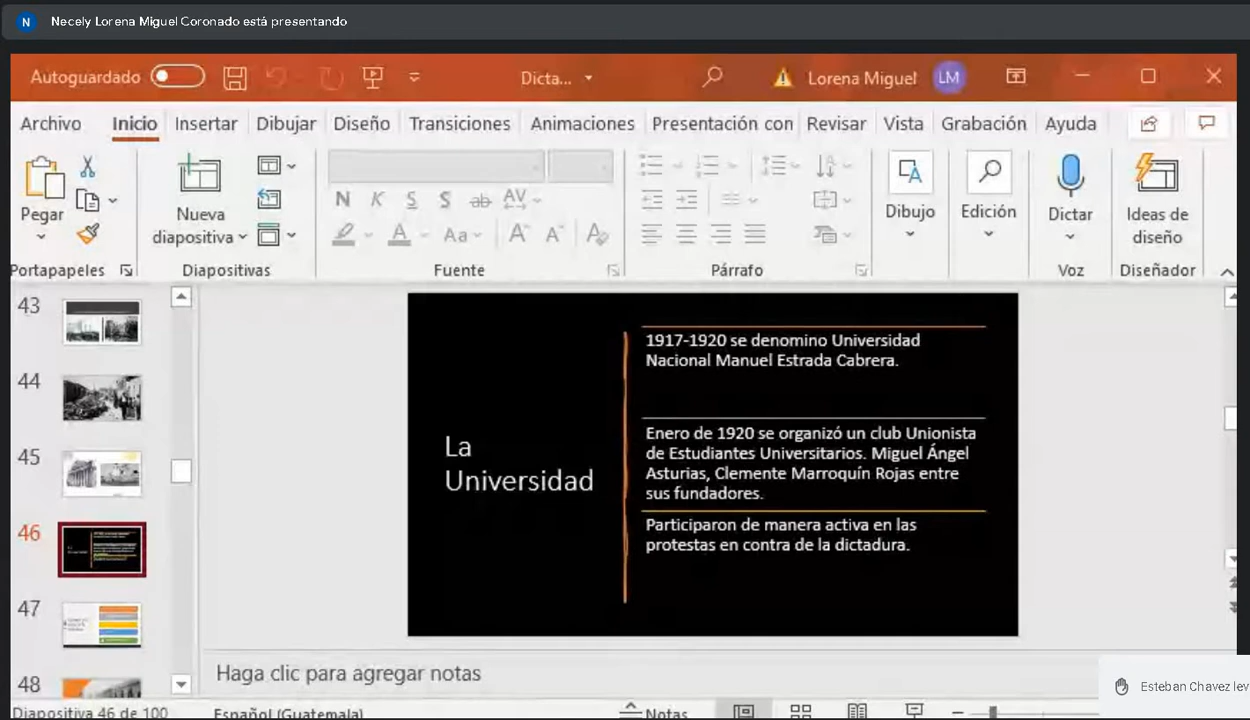 N Necely Lorena Miguel Coronado está presentando
Autoguardado Dicta... Lorena Miguel LM
Archivo Inicio Insertar Dibujar Diseño Transiciones Animaciones Presentación con Revisar Vista Grabación Ayuda
Pegar Nueva diapositiva N K S S ab AV Aa A A A Dibujo Edición Dictar Ideas de diseño
Portapapeles Diapositivas Fuente Párrafo Voz Diseñador
43
44
45
46
47
48
La
Universidad
1917-1920 se denomino Universidad
Nacional Manuel Estrada Cabrera.
Enero de 1920 se organizó un club Unionista
de Estudiantes Universitarios. Miguel Ángel
Asturias, Clemente Marroquín Rojas entre
sus fundadores.
Participaron de manera activa en las
protestas en contra de la dictadura.
Haga clic para agregar notas
Esteban Chavez lev
Diapositiva 46 de 100 Español (Guatemala) Notas